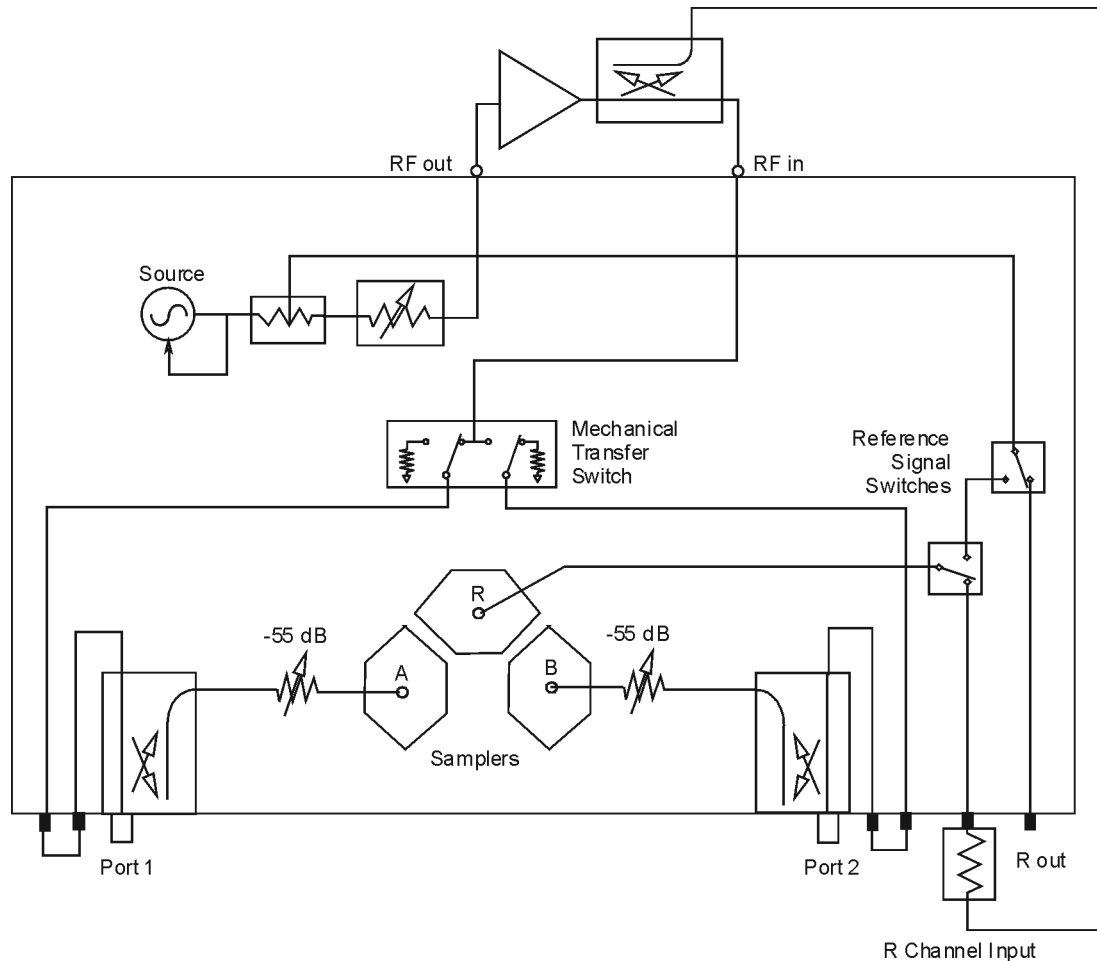 RF out
RF in
Source
Mechanical
Transfer
Switch
Reference
Signal
Switches
R
-55 dB
-55 dB
A
B
Samplers
Port 1
Port 2
R out
R Channel Input